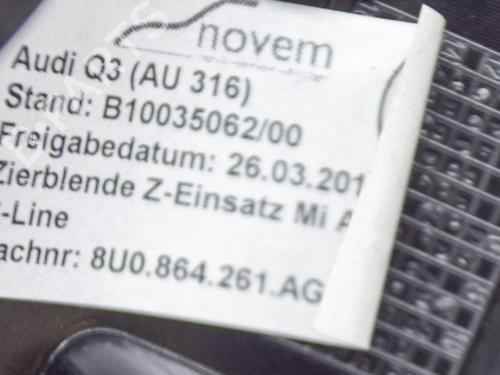 novem
Audi Q3 (AU 316)
Stand: B10035062/00
Freigabedatum: 26.03.201
Zierblende Z-Einsatz Mi A
-Line
achnr: 8U0.864.261.AG